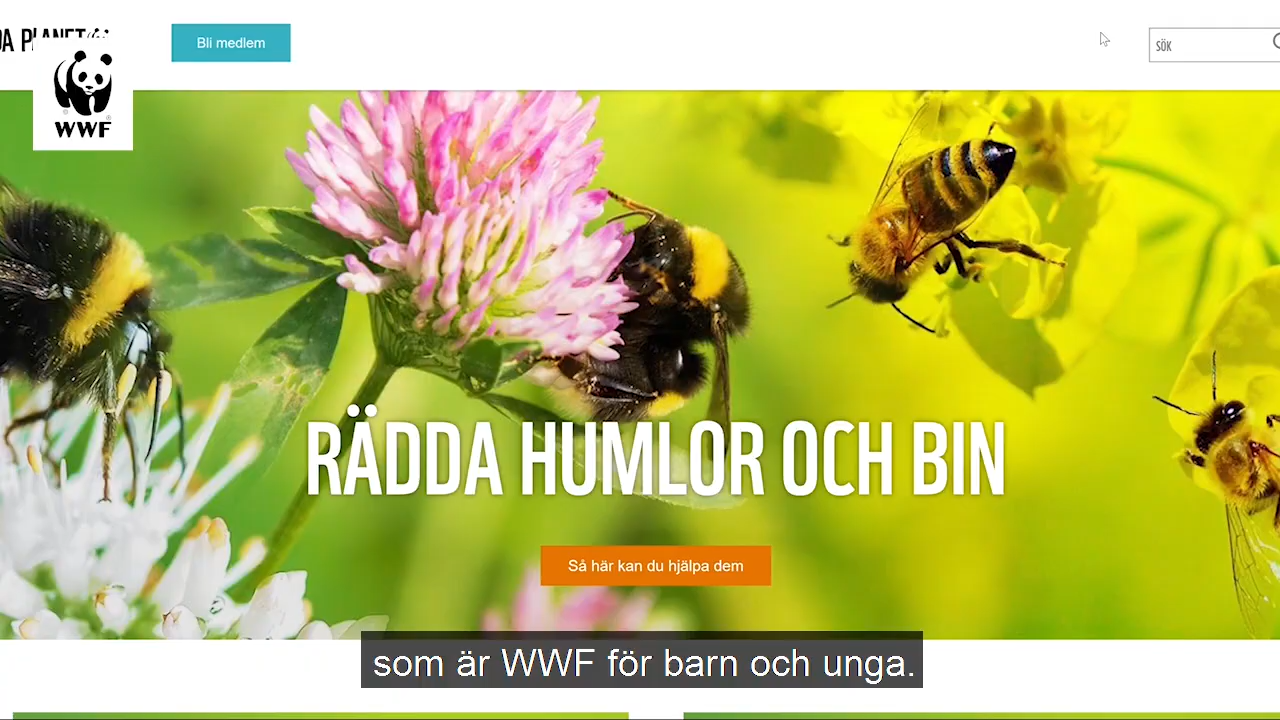 Bli medlem
SÖK
WWF
RÄDDA HUMLOR OCH BIN
Så här kan du hjälpa dem
som är WWF för barn och unga.